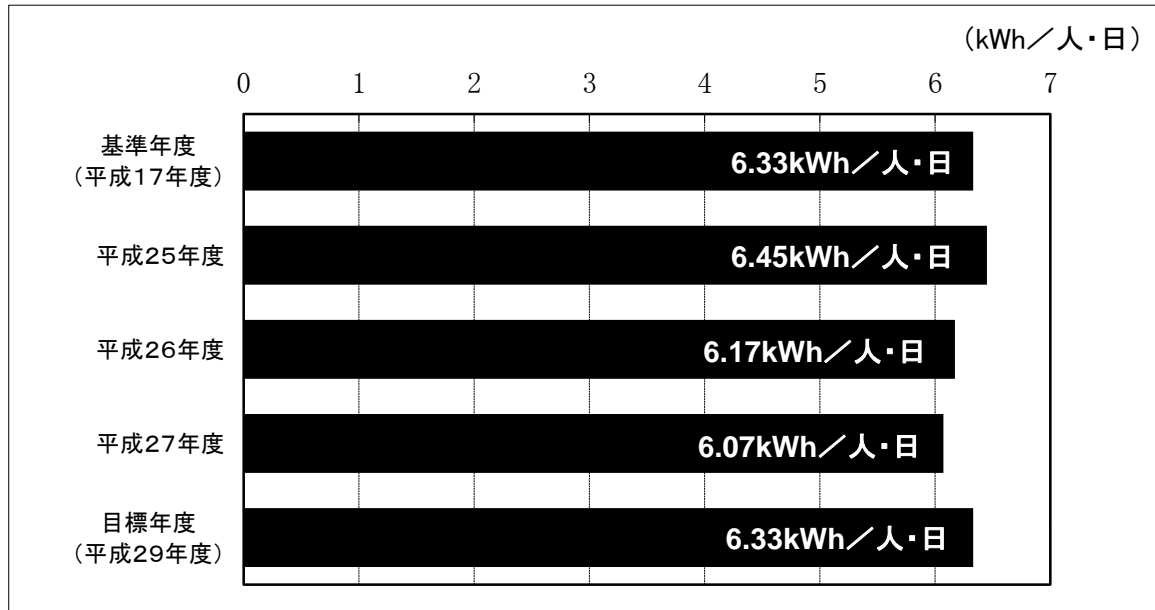 （kWh／人・日）
0 1 2 3 4 5 6 7
基準年度
（平成17年度）
6.33kWh／人・日
平成25年度
6.45kWh／人・日
平成26年度
6.17kWh／人・日
平成27年度
6.07kWh／人・日
目標年度
（平成29年度）
6.33kWh／人・日